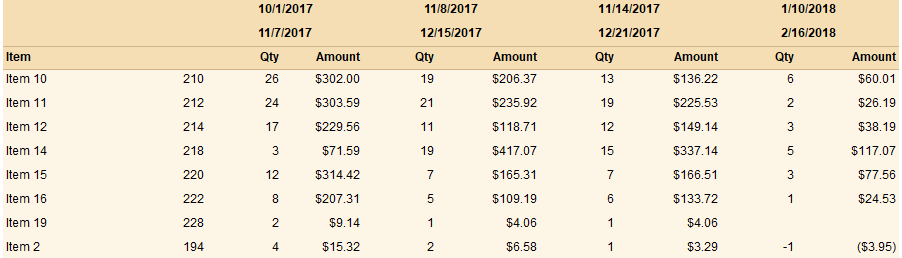 10/1/2017 11/8/2017 11/14/2017 1/10/2018
11/7/2017 12/15/2017 12/21/2017 2/16/2018
Item Qty Amount Qty Amount Qty Amount Qty Amount
Item 10 210 26 $302.00 19 $206.37 13 $136.22 6 $60.01
Item 11 212 24 $303.59 21 $235.92 19 $225.53 2 $26.19
Item 12 214 17 $229.56 11 $118.71 12 $149.14 3 $38.19
Item 14 218 3 $71.59 19 $417.07 15 $337.14 5 $117.07
Item 15 220 12 $314.42 7 $165.31 7 $166.51 3 $77.56
Item 16 222 8 $207.31 5 $109.19 6 $133.72 1 $24.53
Item 19 228 2 $9.14 1 $4.06 1 $4.06
Item 2 194 4 $15.32 2 $6.58 1 $3.29 -1 ($3.95)